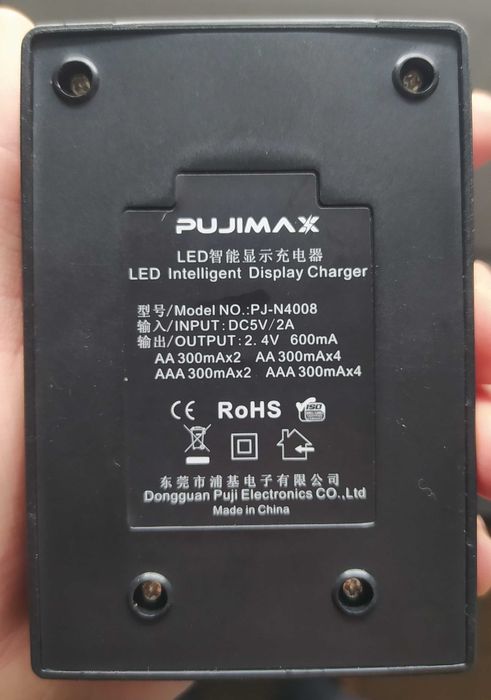 PUJIMAX
LED智能显示充电器
LED Intelligent Display Charger
型号/Model NO.:PJ-N4008
输入/INPUT:DC5V/2A
输出/OUTPUT:2.4V 600mA
AA 300mAx2 AA 300mAx4
AAA 300mAx2 AAA 300mAx4
CE RoHS ISO
东莞市浦基电子有限公司
Dongguan Puji Electronics CO.,Ltd
Made in China